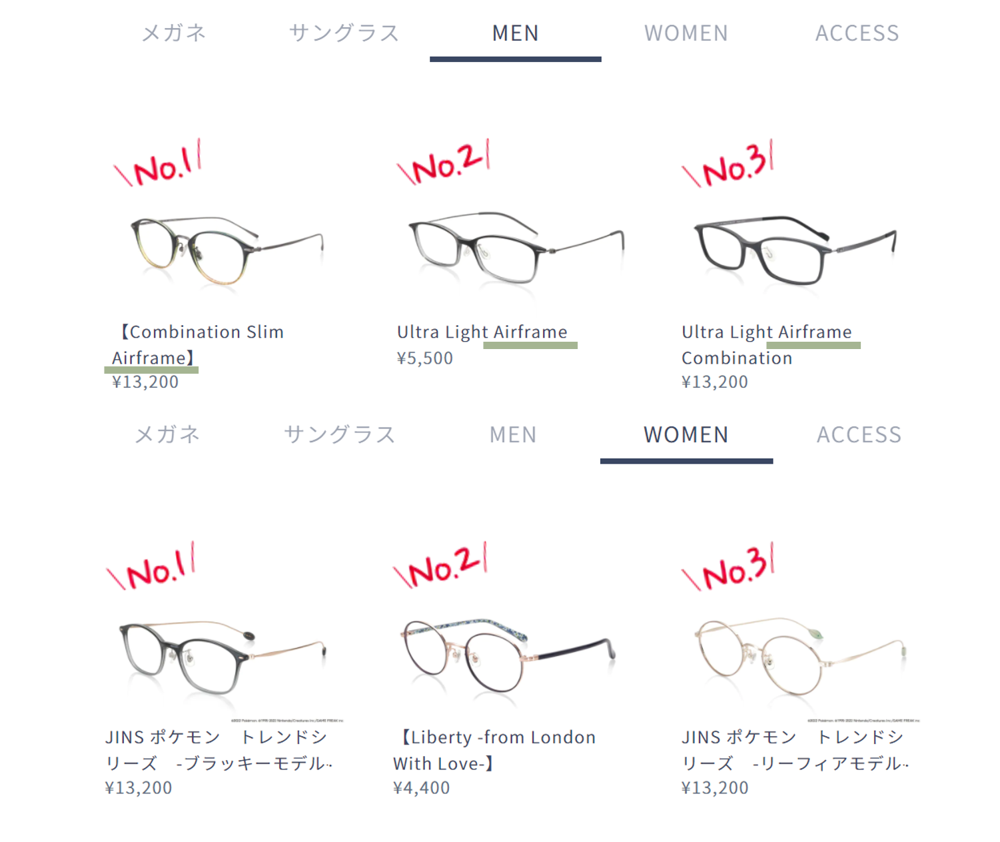 メガネ サングラス MEN WOMEN ACCESS
\No.1/ \No.2/ \No.3/
【Combination Slim
Airframe】
¥13,200
Ultra Light Airframe
¥5,500
Ultra Light Airframe
Combination
¥13,200
メガネ サングラス MEN WOMEN ACCESS
\No.1/ \No.2/ \No.3/
JINS ポケモン　トレンドシ
リーズ　-ブラッキーモデル-
¥13,200
【Liberty -from London
With Love-】
¥4,400
JINS ポケモン　トレンドシ
リーズ　-リーフィアモデル-
¥13,200